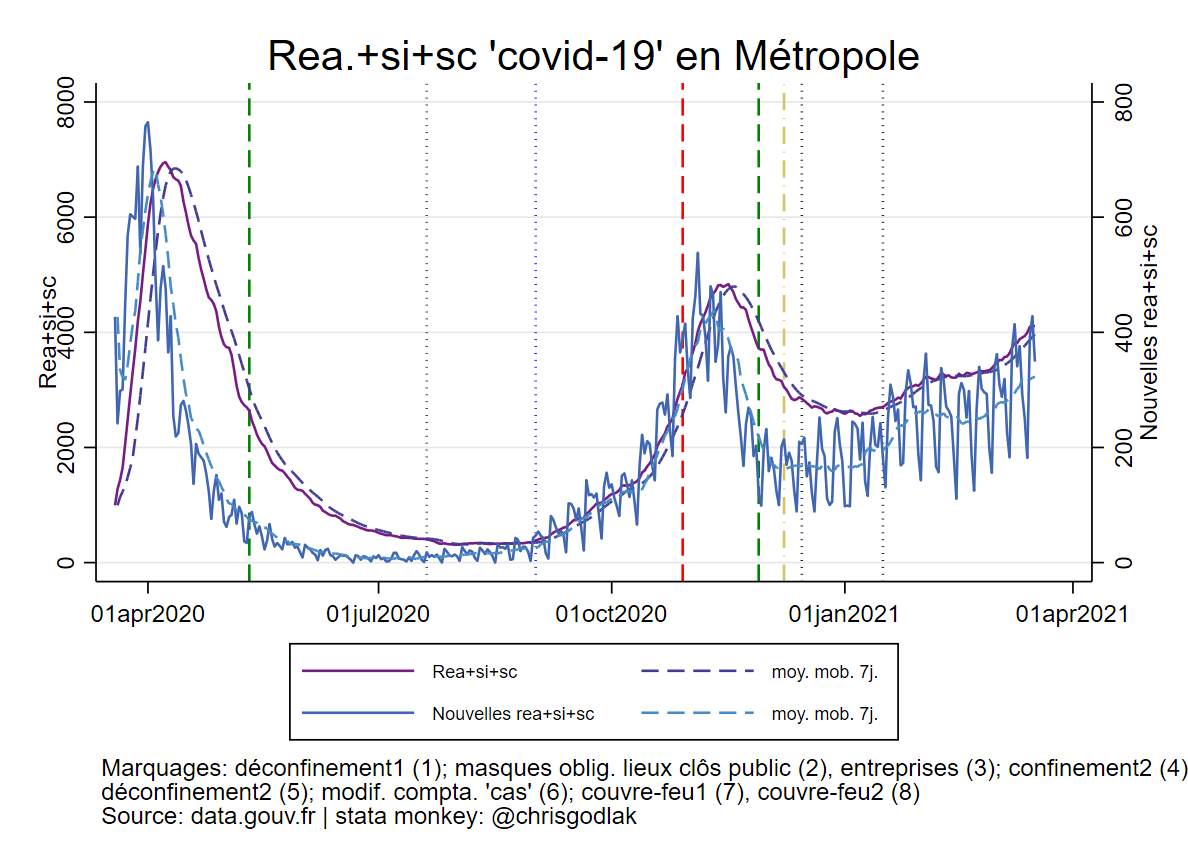 Rea.+si+sc 'covid-19' en Métropole
8000
6000
4000
2000
0
Rea+si+sc
800
600
400
200
0
Nouvelles rea+si+sc
01apr2020 01jul2020 01oct2020 01jan2021 01apr2021
Rea+si+sc moy. mob. 7j.
Nouvelles rea+si+sc moy. mob. 7j.
Marquages: déconfinement1 (1); masques oblig. lieux clôs public (2), entreprises (3); confinement2 (4)
déconfinement2 (5); modif. compta. 'cas' (6); couvre-feu1 (7), couvre-feu2 (8)
Source: data.gouv.fr | stata monkey: @chrisgodlak